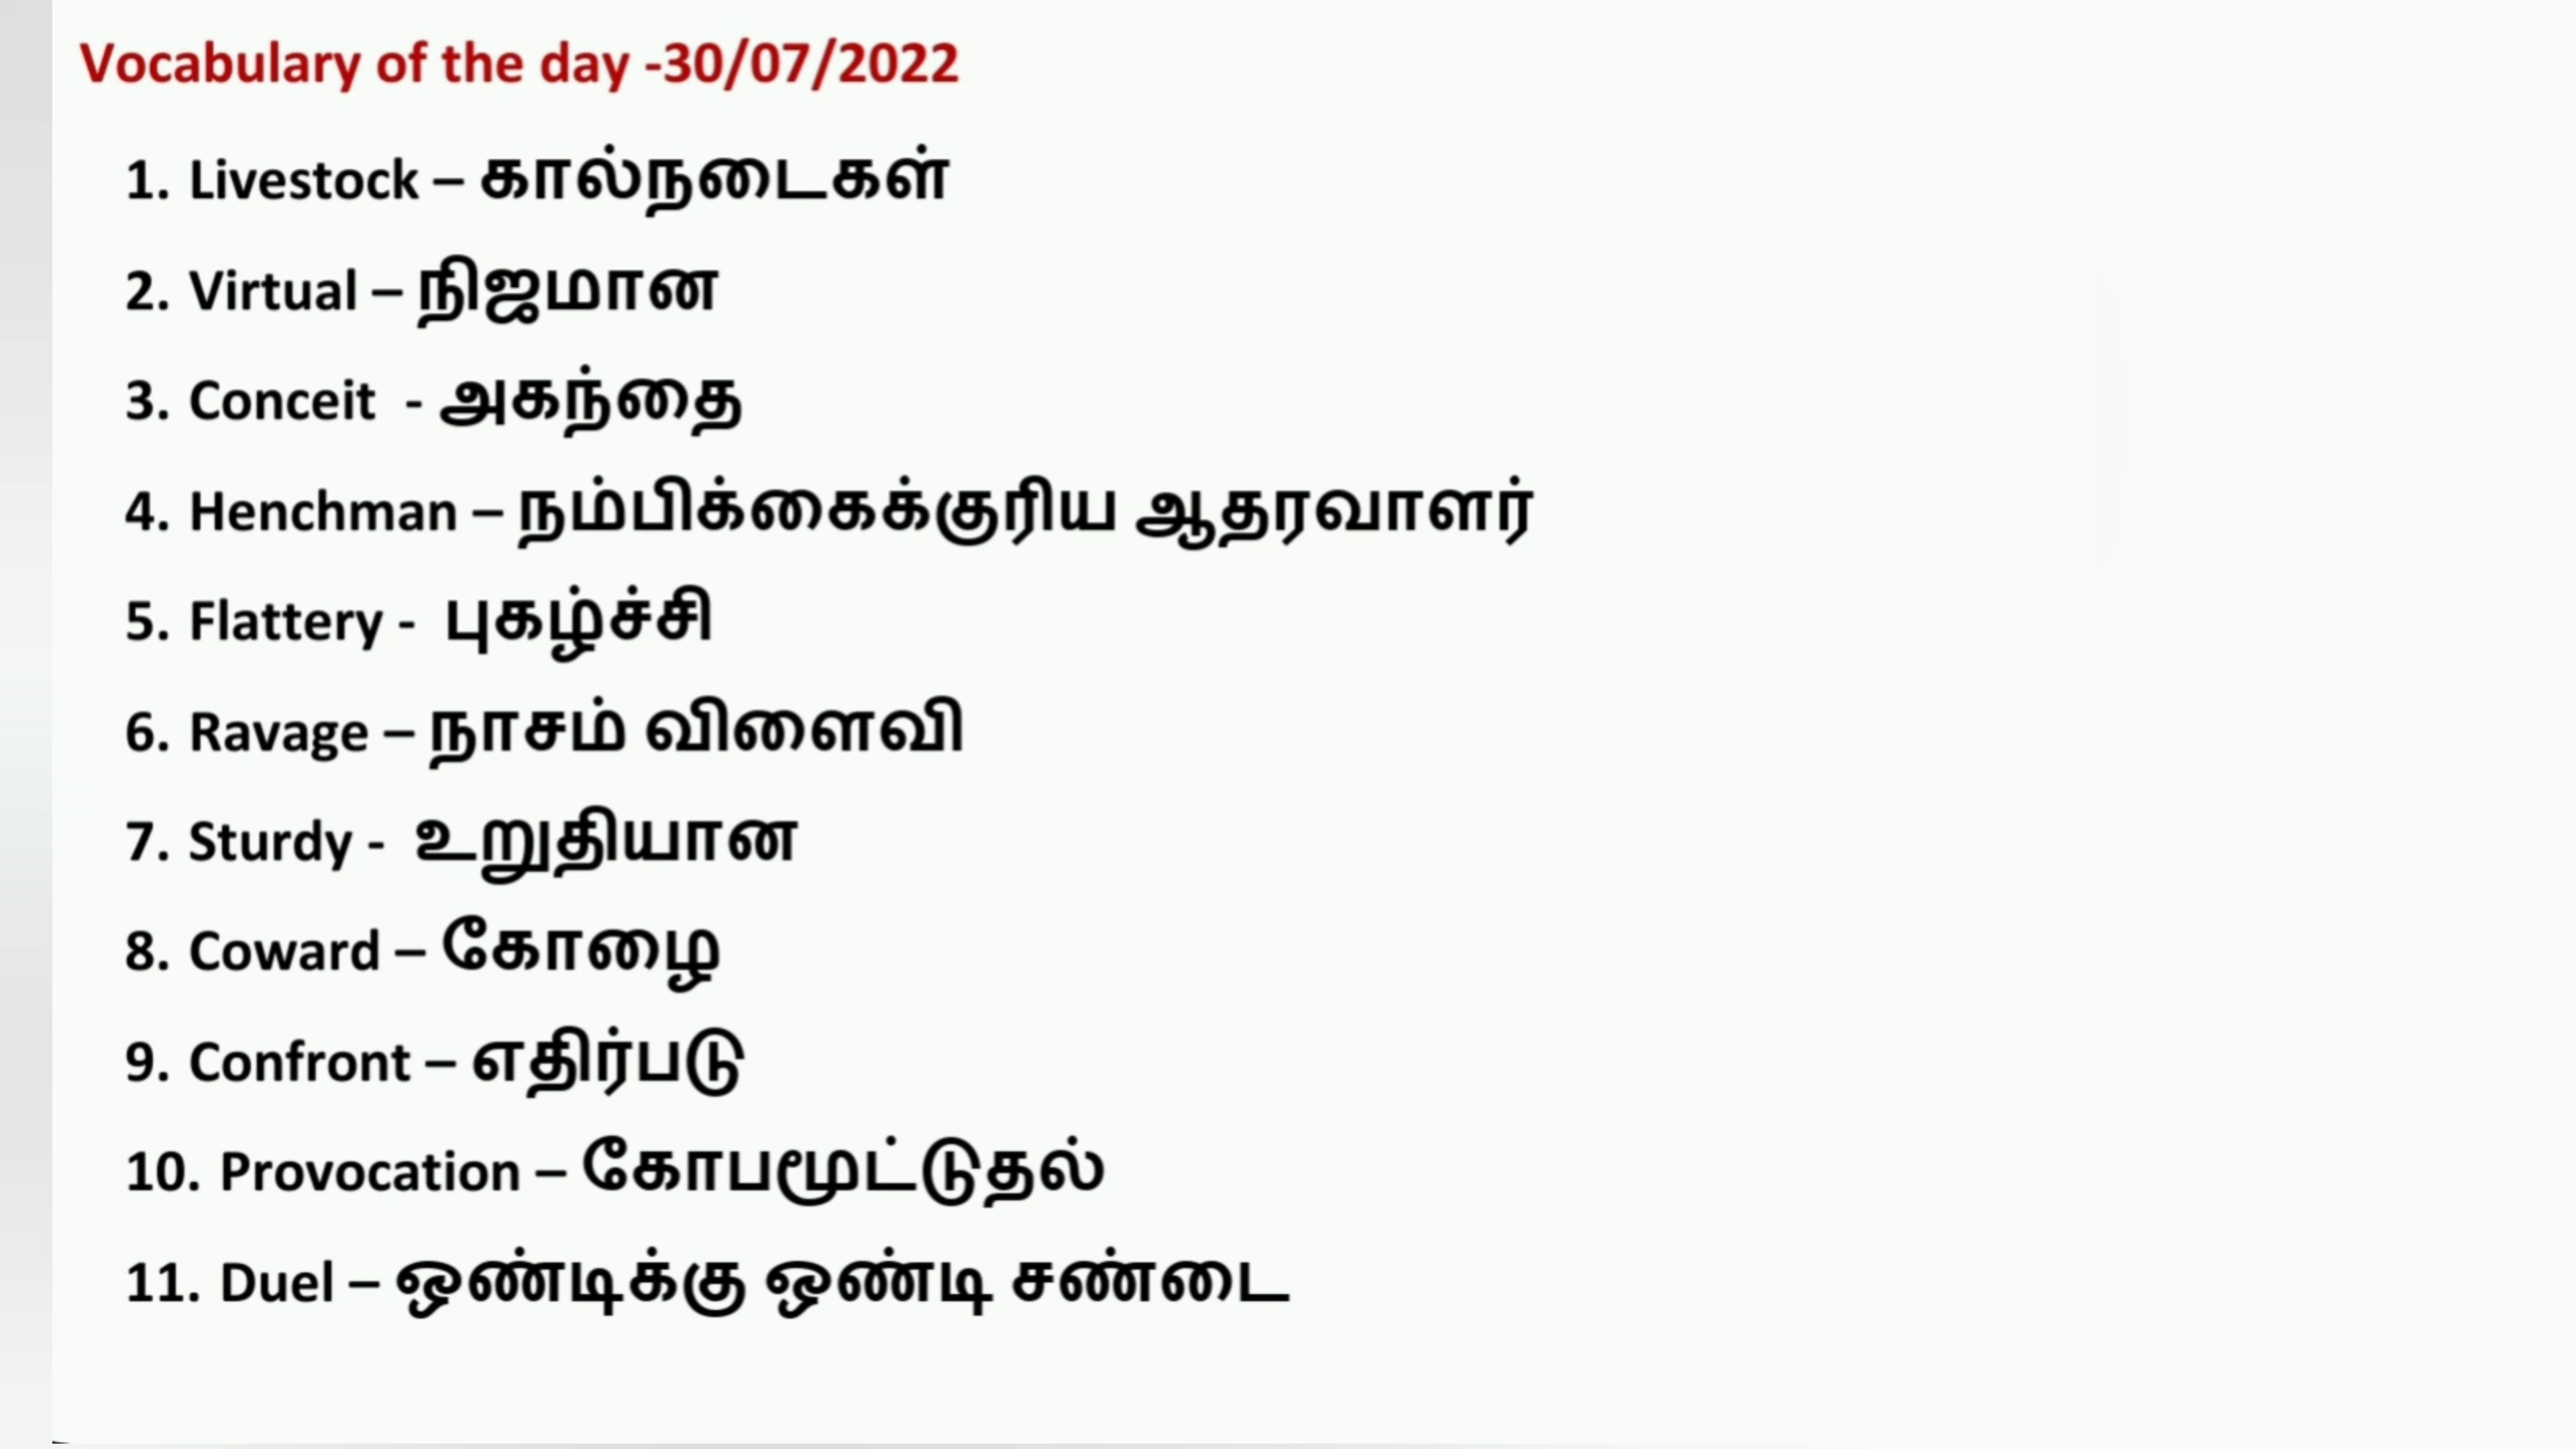 Vocabulary of the day -30/07/2022
1. Livestock – கால்நடைகள்
2. Virtual – நிஜமான
3. Conceit - அகந்தை
4. Henchman – நம்பிக்கைக்குரிய ஆதரவாளர்
5. Flattery - புகழ்ச்சி
6. Ravage – நாசம் விளைவி
7. Sturdy - உறுதியான
8. Coward – கோழை
9. Confront – எதிர்படு
10. Provocation – கோபமூட்டுதல்
11. Duel – ஒண்டிக்கு ஒண்டி சண்டை